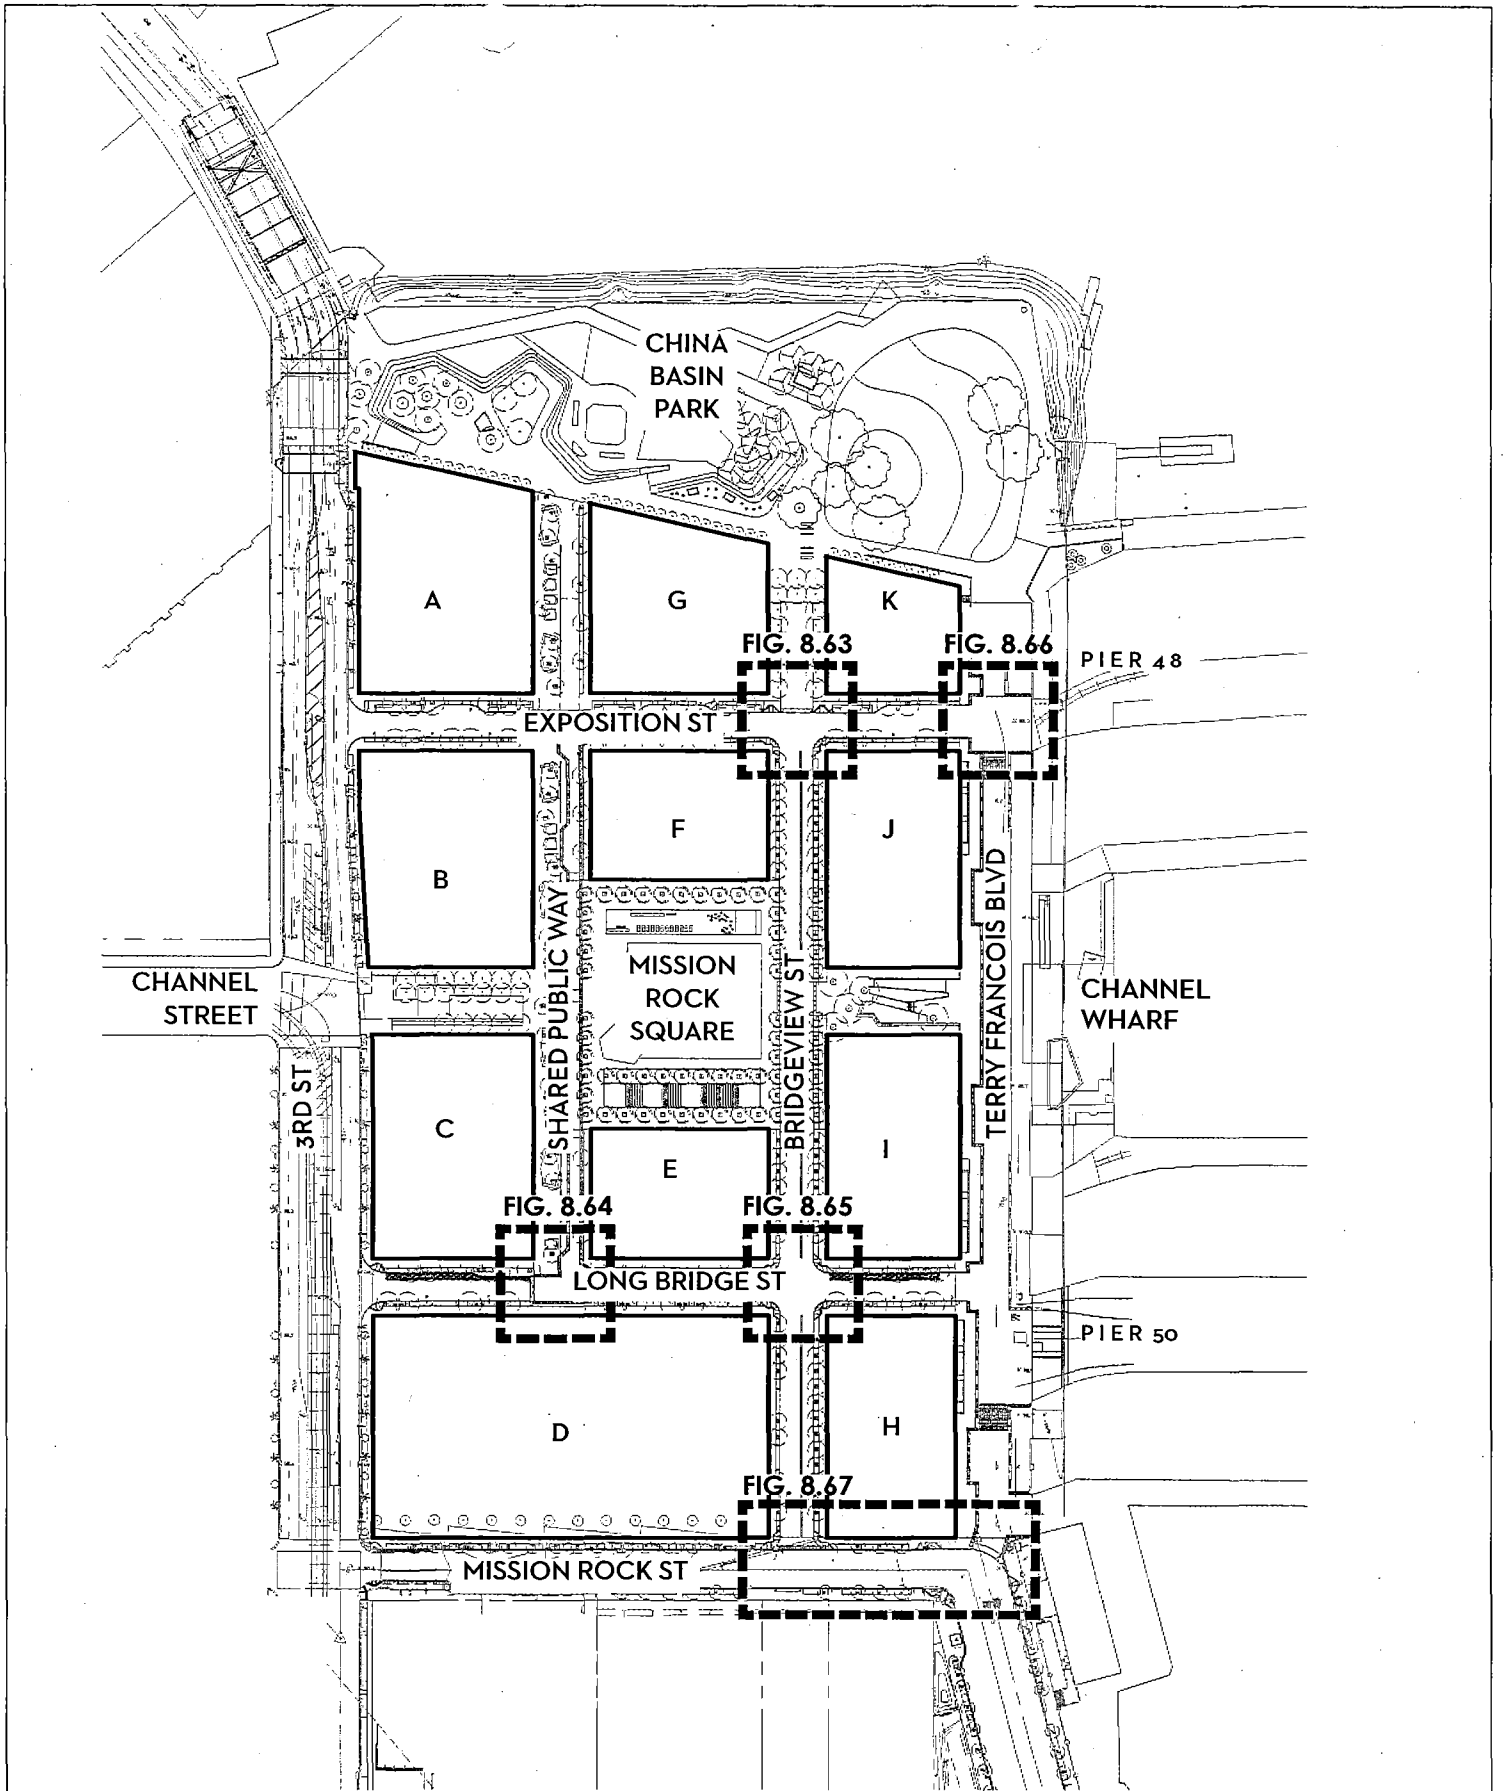 CHINA
BASIN
PARK
A
G
K
FIG. 8.63
FIG. 8.66
PIER 48
EXPOSITION ST
F
J
B
SHARED PUBLIC WAY
BRIDGEVIEW ST
TERRY FRANCOIS BLVD
MISSION
ROCK
SQUARE
CHANNEL
STREET
CHANNEL
WHARF
3RD ST
C
E
I
FIG. 8.64
FIG. 8.65
LONG BRIDGE ST
PIER 50
D
H
FIG. 8.67
MISSION ROCK ST